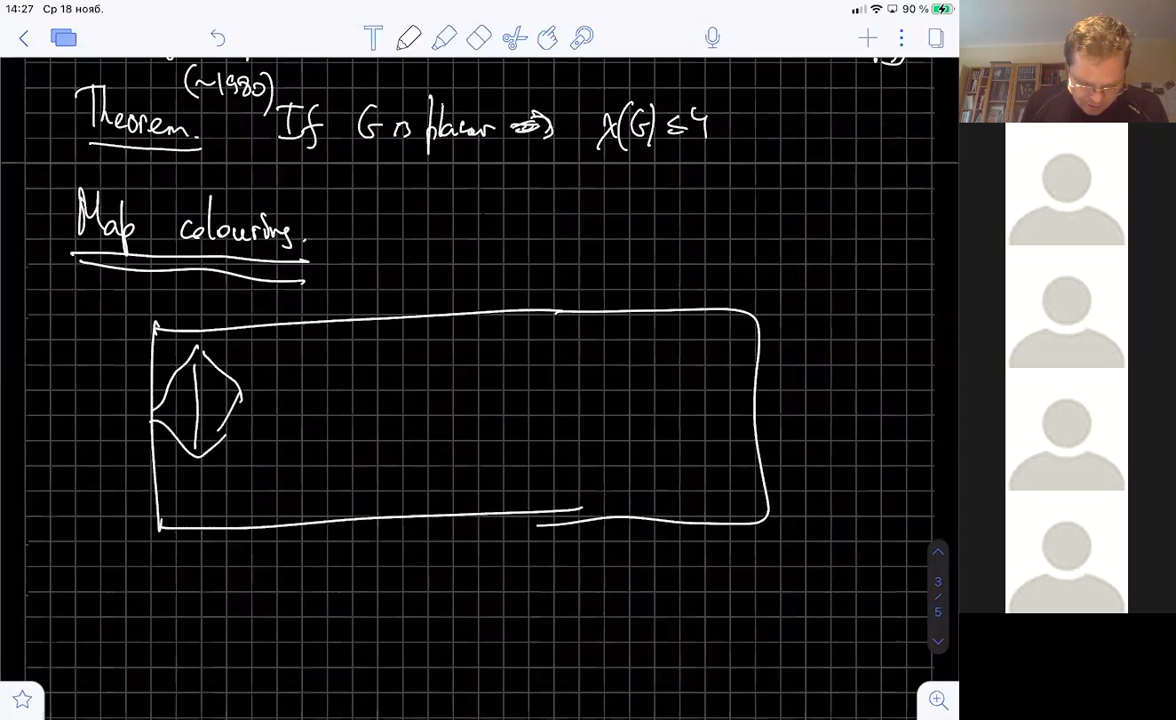 14:27 Ср 18 нояб.
90 %
(~1980)
Theorem. If G is planar => χ(G) ≤ 4
Map colouring.
3
/
5